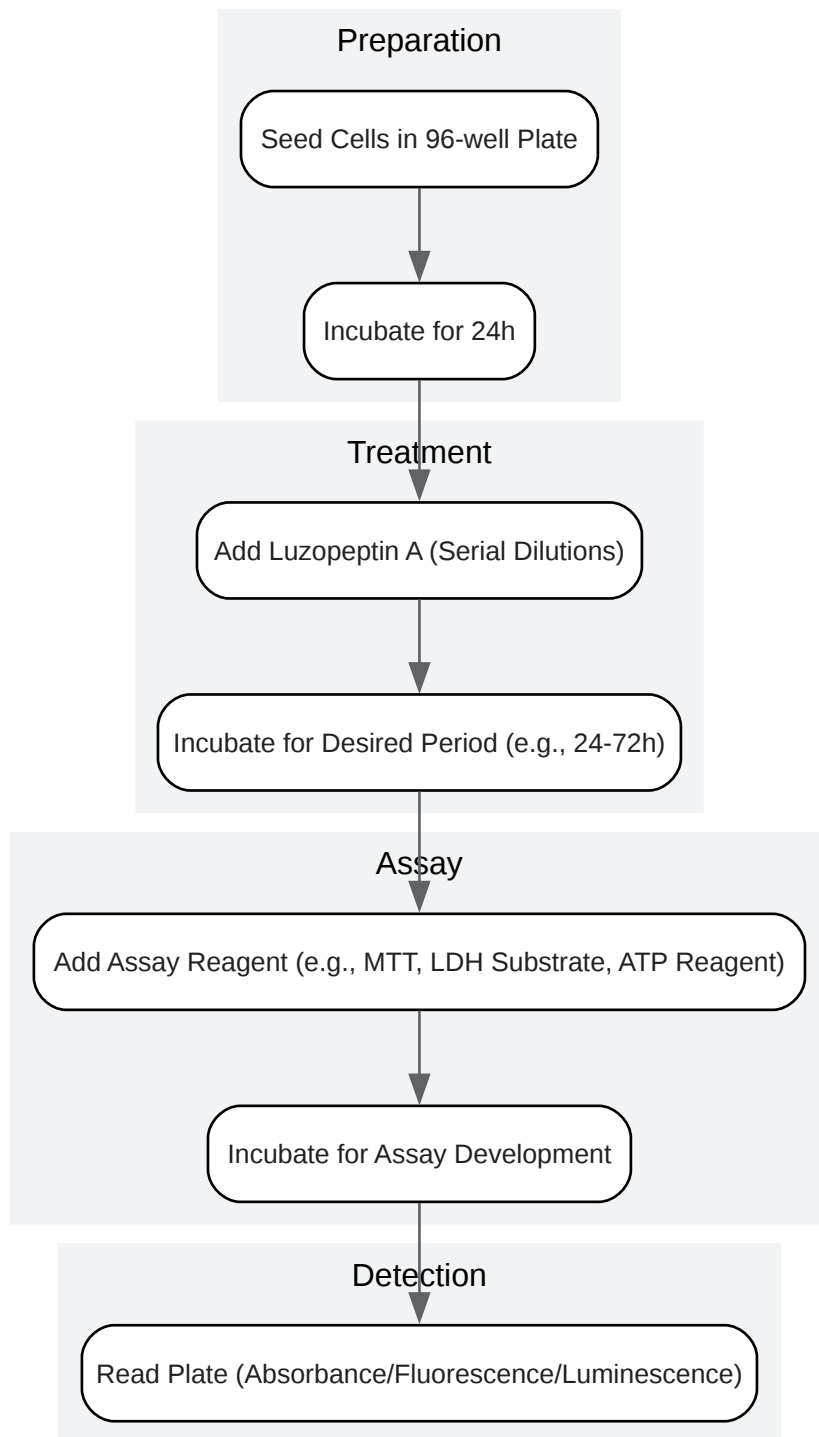 Preparation
Seed Cells in 96-well Plate
Incubate for 24h
Treatment
Add Luzopeptin A (Serial Dilutions)
Incubate for Desired Period (e.g., 24-72h)
Assay
Add Assay Reagent (e.g., MTT, LDH Substrate, ATP Reagent)
Incubate for Assay Development
Detection
Read Plate (Absorbance/Fluorescence/Luminescence)